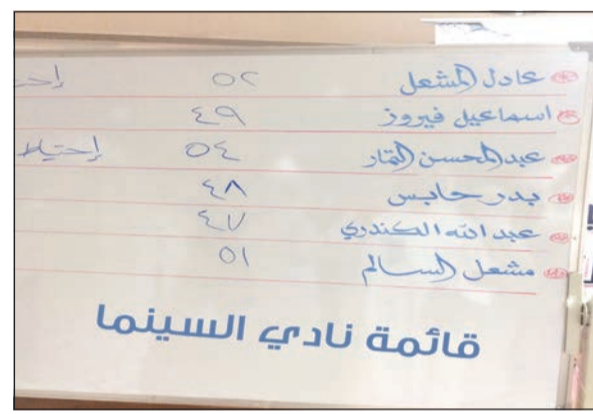 عادل المشعل ٥٢
اسماعيل فيروز ٤٩
عبدالمحسن التمار ٥٤
بدر حابس ٤٨
عبدالله الكندري ٤٧
مشعل السالم ٥١
قائمة نادي السينما